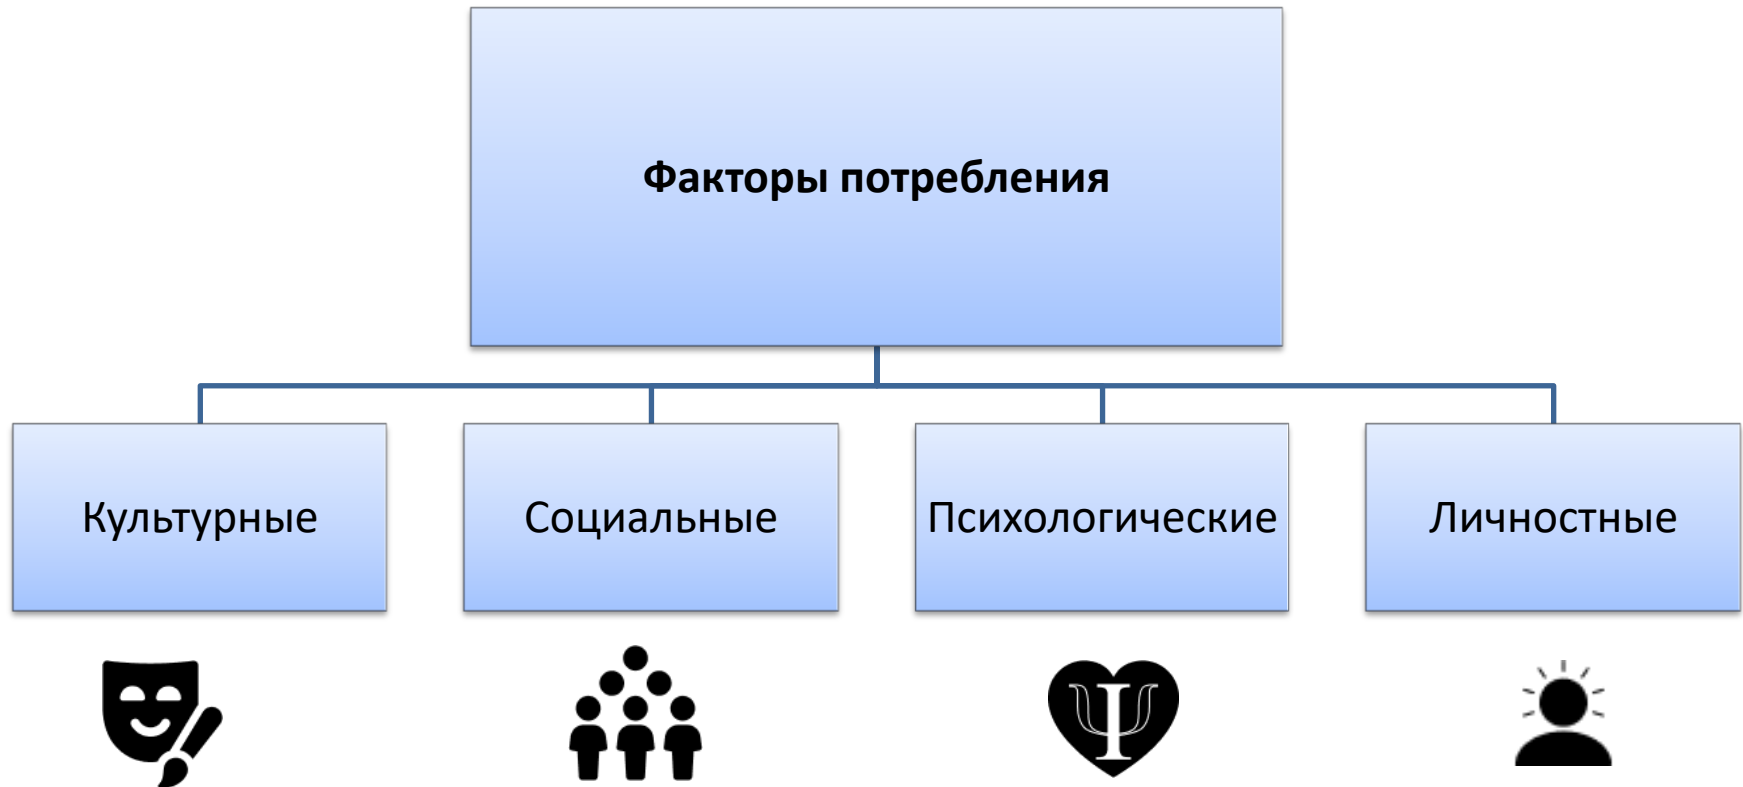 Факторы потребления
Культурные
Социальные
Психологические
Личностные
Ψ